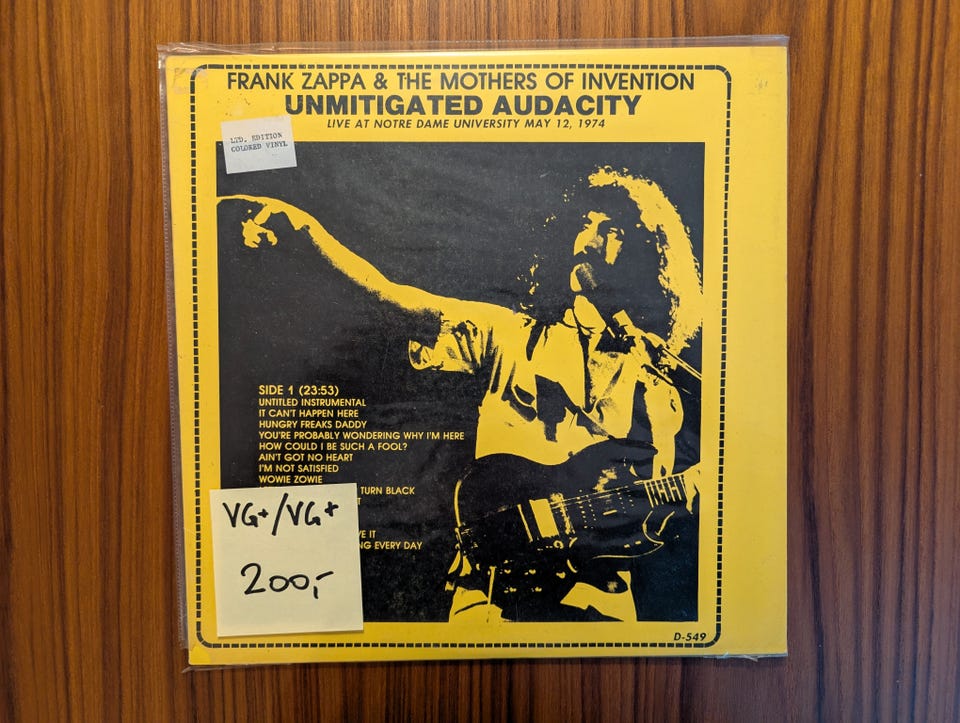 FRANK ZAPPA & THE MOTHERS OF INVENTION
UNMITIGATED AUDACITY
LIVE AT NOTRE DAME UNIVERSITY MAY 12, 1974
LTD. EDITION
COLORED VINYL
SIDE 1 (23:53)
UNTITLED INSTRUMENTAL
IT CAN'T HAPPEN HERE
HUNGRY FREAKS DADDY
YOU'RE PROBABLY WONDERING WHY I'M HERE
HOW COULD I BE SUCH A FOOL?
AIN'T GOT NO HEART
I'M NOT SATISFIED
WOWIE ZOWIE
TURN BLACK
IT
EVERY DAY
VG+/VG+
200,-
D-549